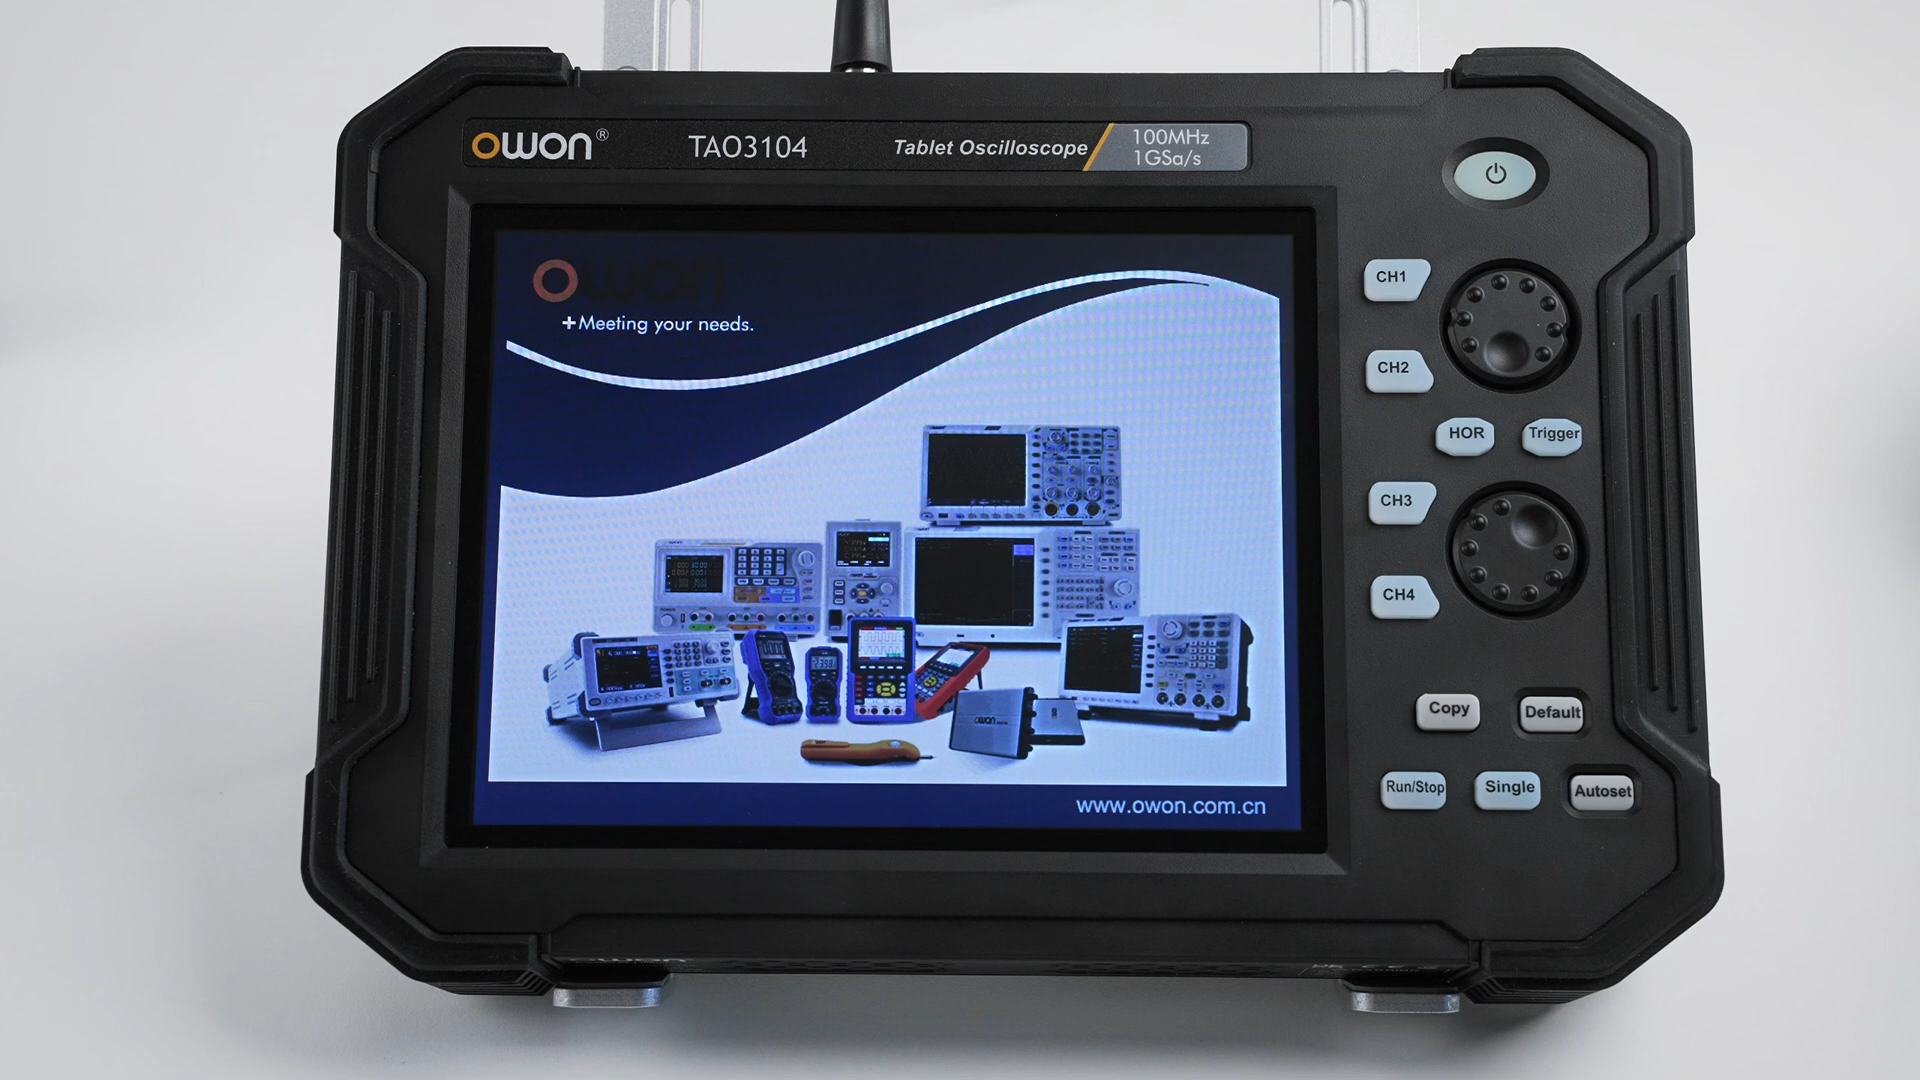 OWON®
TAO3104
Tablet Oscilloscope
100MHz
1GSa/s
OWON
+Meeting your needs.
CH1
CH2
HOR
Trigger
CH3
CH4
OWON
Copy
Default
Run/Stop
Single
Autoset
www.owon.com.cn